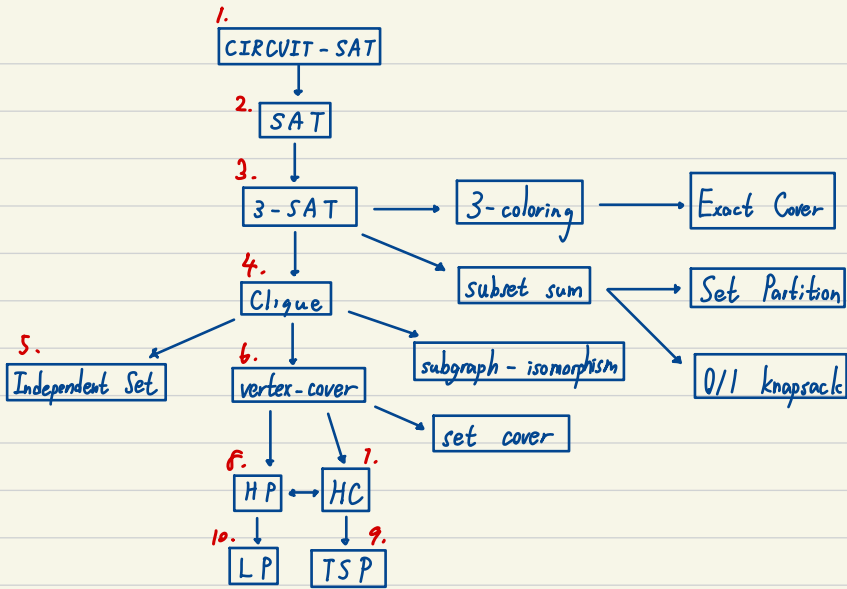 1.
CIRCUIT-SAT
2.
SAT
3.
3-SAT
3-coloring
Exact Cover
4.
Clique
subset sum
Set Partition
5.
Independent Set
6.
vertex-cover
subgraph-isomorphism
0/1 knapsack
set cover
8.
HP
7.
HC
10.
LP
9.
TSP